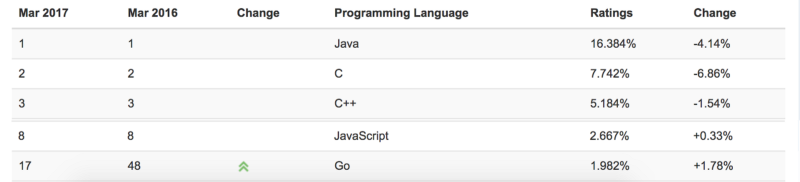 Mar 2017 Mar 2016 Change Programming Language Ratings Change
1 1 Java 16.384% -4.14%
2 2 C 7.742% -6.86%
3 3 C++ 5.184% -1.54%
8 8 JavaScript 2.667% +0.33%
17 48 Go 1.982% +1.78%